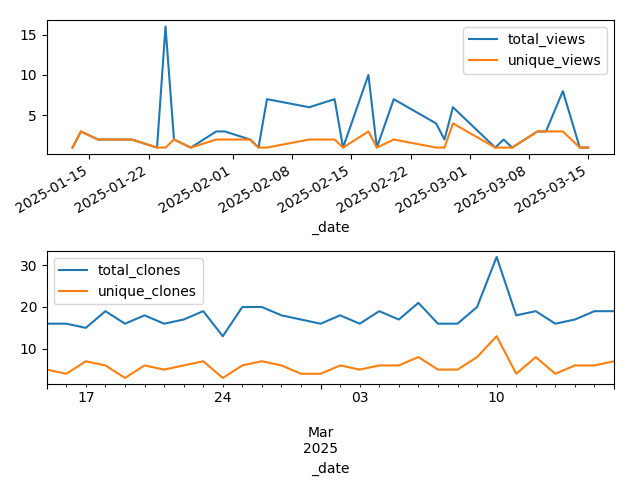 15
10
5
total_views
unique_views
2025-01-15
2025-01-22
2025-02-01
2025-02-08
2025-02-15
2025-02-22
2025-03-01
2025-03-08
2025-03-15
_date
30
20
10
total_clones
unique_clones
17
24
03
10
Mar
2025
_date